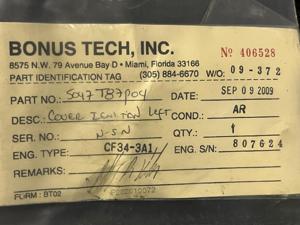 BONUS TECH, INC.
Nº 406528
8575 N.W. 79 Avenue Bay-D • Miami, Florida 33166
PART IDENTIFICATION TAG (305) 884-6670 W/O: 09-372
PART NO. 5047T87P04 DATE: SEP 09 2009
DESC. COVER IGNITION LEFT COND: AR
SER. NO. N-S-N QTY.: 1
ENG. TYPE: CF34-3A1 ENG. S/N: 807624
REMARKS:
FORM: BT02